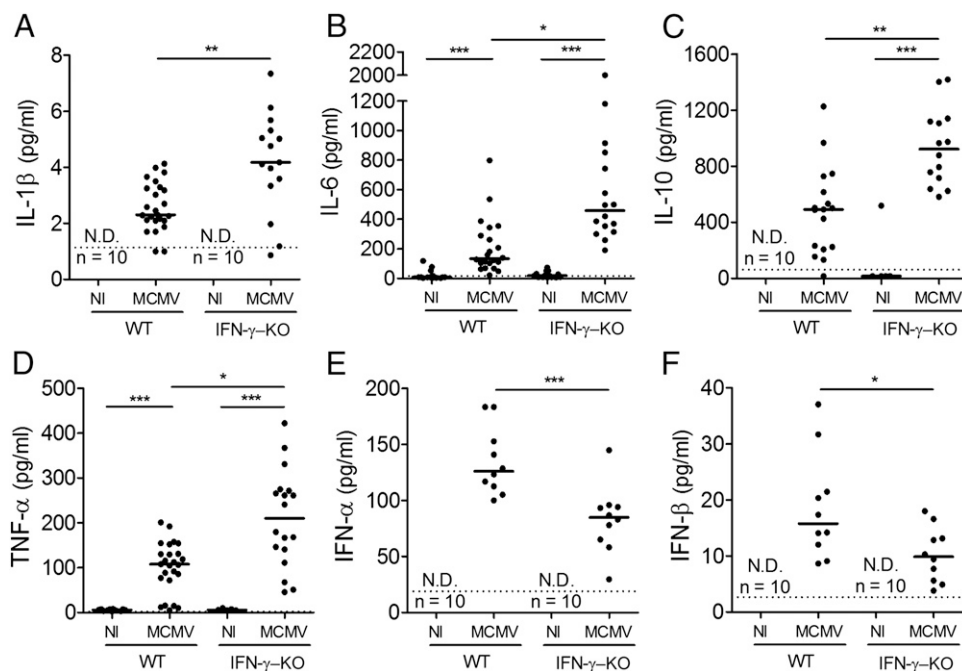 A
IL-1β (pg/ml)
8
6
4
2
0
**
N.D.
n = 10
N.D.
n = 10
NI MCMV NI MCMV
WT IFN-γ–KO
B
IL-6 (pg/ml)
2200
2000
1200
1000
800
600
400
200
0
*
*** ***
NI MCMV NI MCMV
WT IFN-γ–KO
C
IL-10 (pg/ml)
1600
1200
800
400
0
**
***
N.D.
n = 10
NI MCMV NI MCMV
WT IFN-γ–KO
D
TNF-α (pg/ml)
500
400
300
200
100
0
*
*** ***
NI MCMV NI MCMV
WT IFN-γ–KO
E
IFN-α (pg/ml)
200
150
100
50
0
***
N.D.
n = 10
N.D.
n = 10
NI MCMV NI MCMV
WT IFN-γ–KO
F
IFN-β (pg/ml)
40
30
20
10
0
*
N.D.
n = 10
N.D.
n = 10
NI MCMV NI MCMV
WT IFN-γ–KO